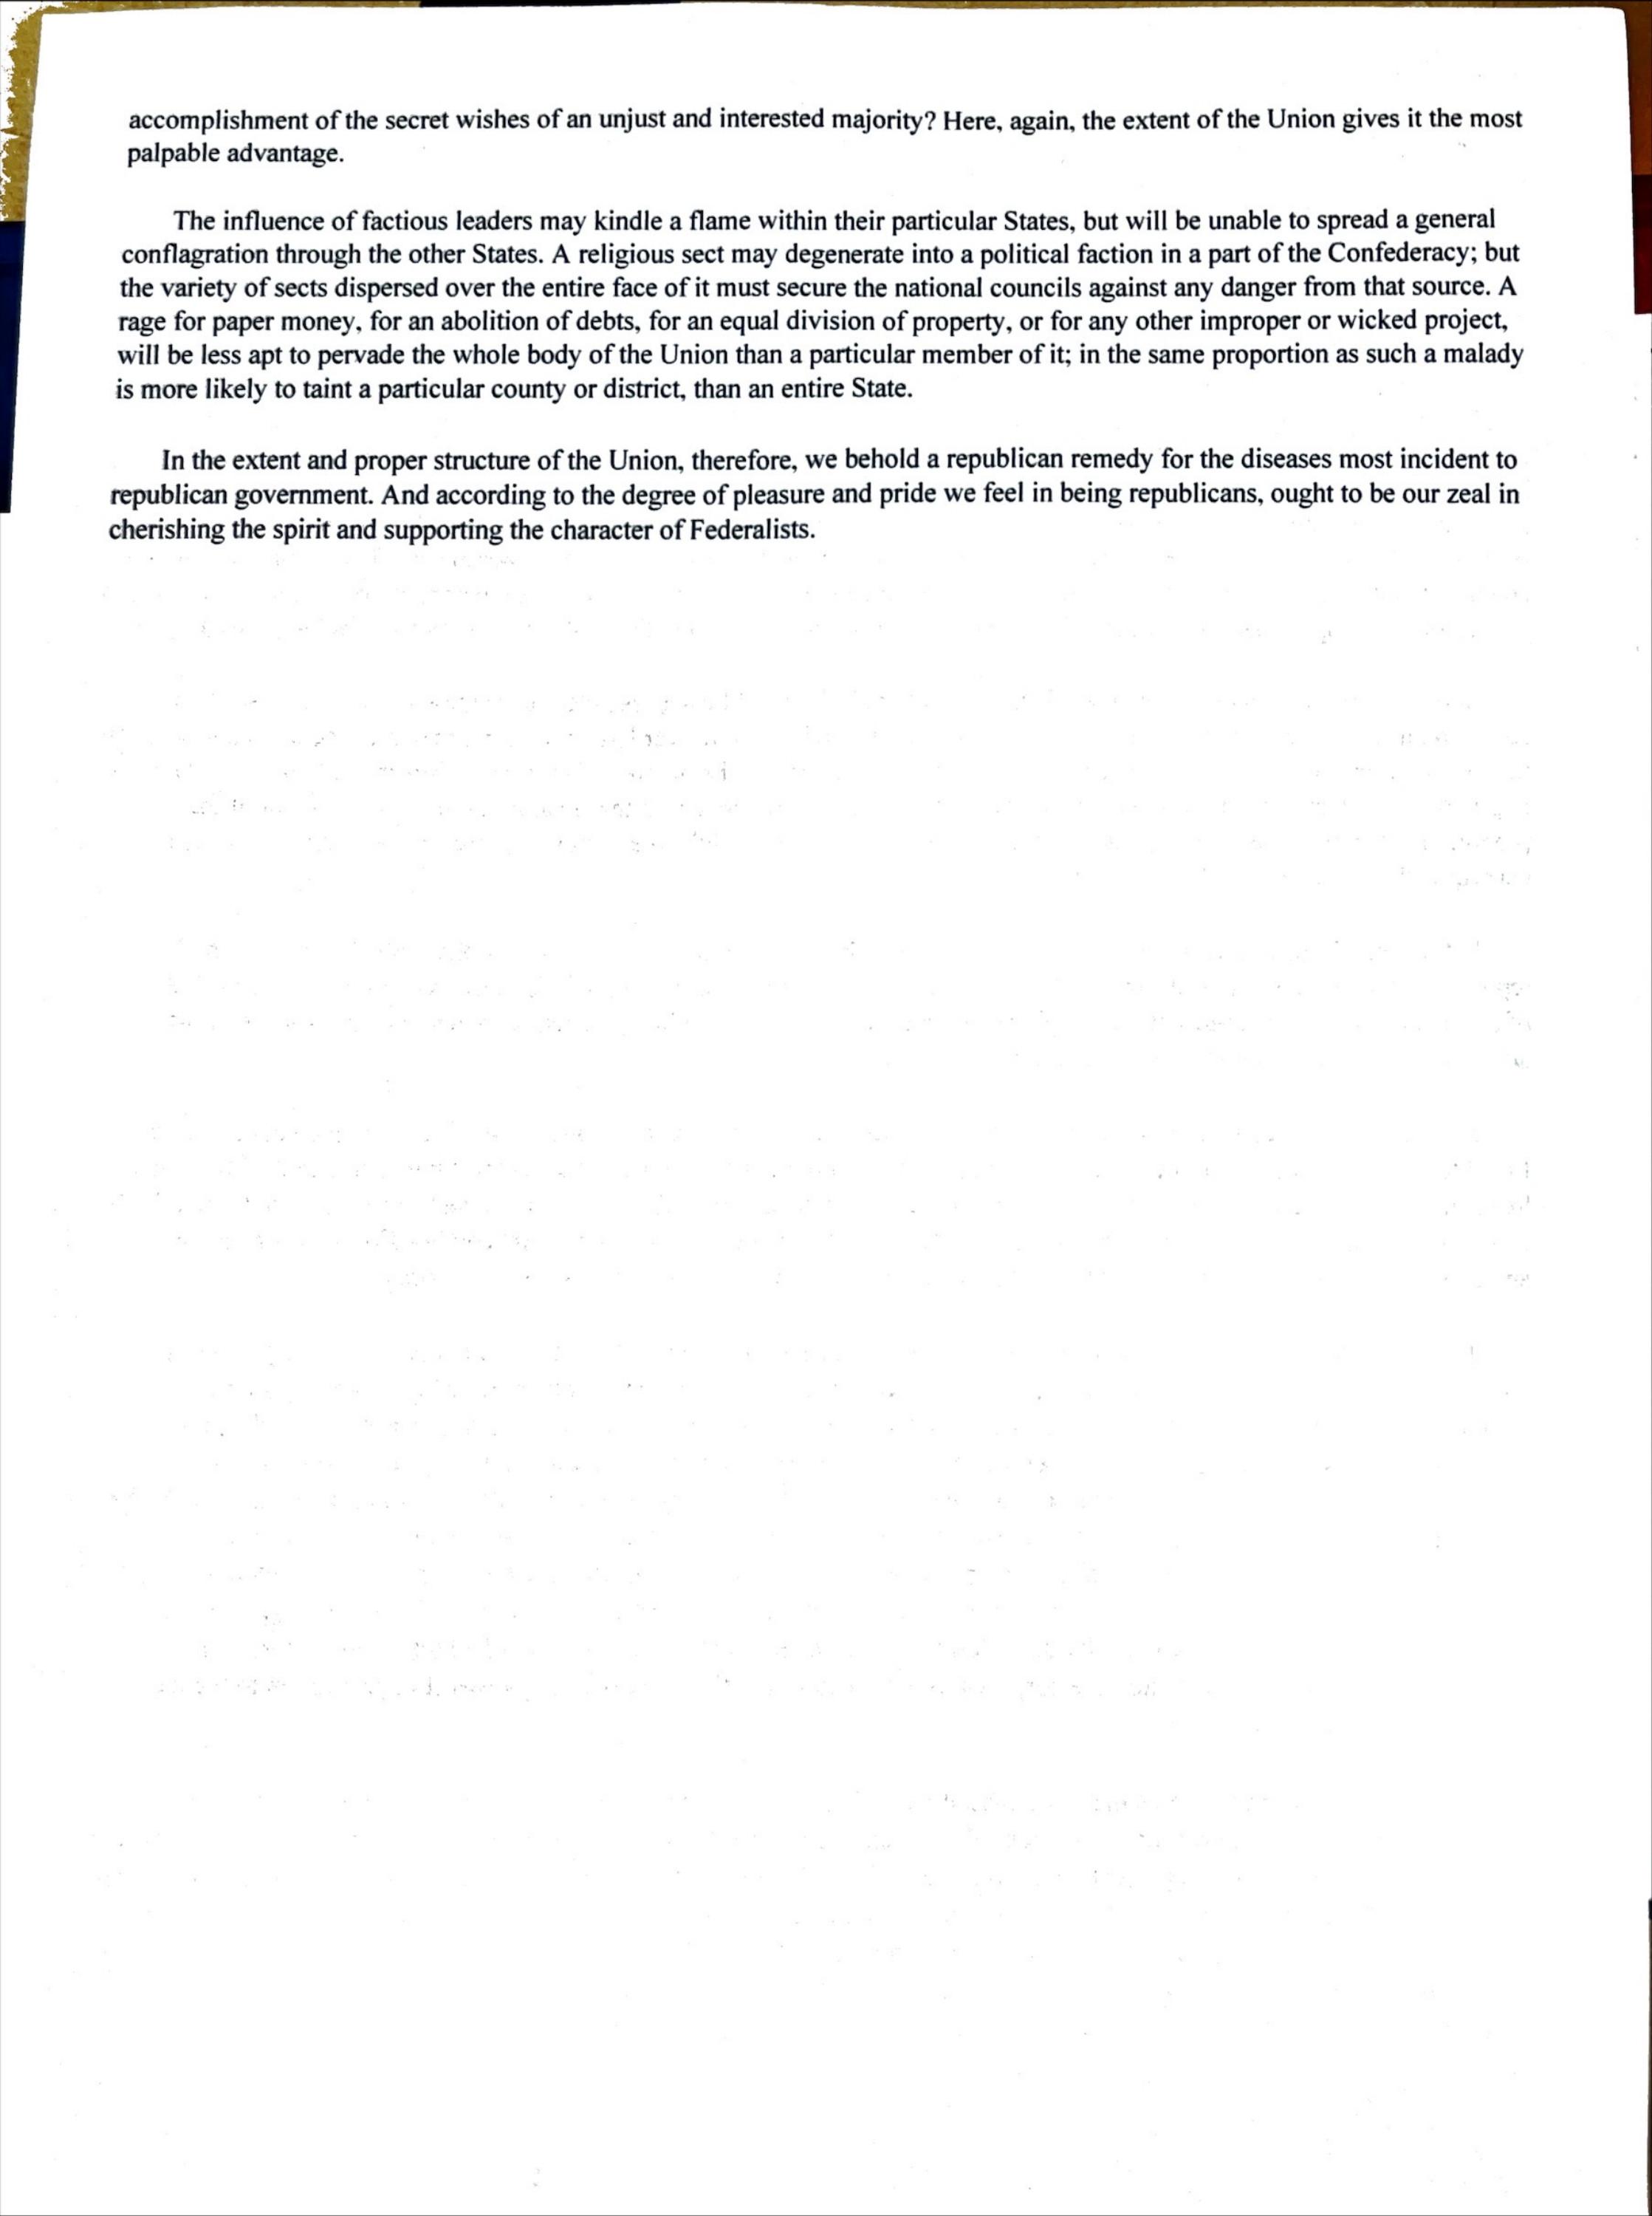 accomplishment of the secret wishes of an unjust and interested majority? Here, again, the extent of the Union gives it the most
palpable advantage.
The influence of factious leaders may kindle a flame within their particular States, but will be unable to spread a general
conflagration through the other States. A religious sect may degenerate into a political faction in a part of the Confederacy; but
the variety of sects dispersed over the entire face of it must secure the national councils against any danger from that source. A
rage for paper money, for an abolition of debts, for an equal division of property, or for any other improper or wicked project,
will be less apt to pervade the whole body of the Union than a particular member of it; in the same proportion as such a malady
is more likely to taint a particular county or district, than an entire State.
In the extent and proper structure of the Union, therefore, we behold a republican remedy for the diseases most incident to
republican government. And according to the degree of pleasure and pride we feel in being republicans, ought to be our zeal in
cherishing the spirit and supporting the character of Federalists.